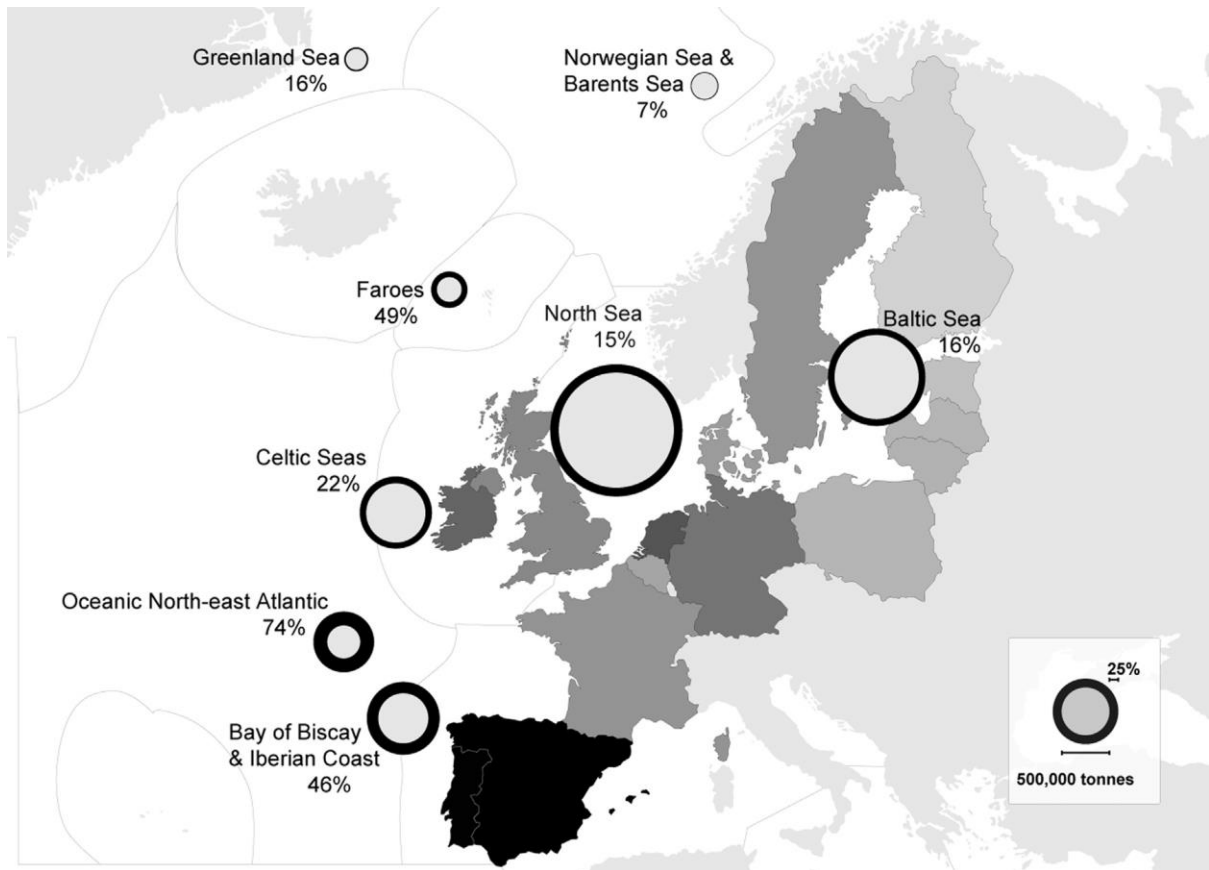 Greenland Sea
16%
Norwegian Sea &
Barents Sea
7%
Faroes
49%
North Sea
15%
Baltic Sea
16%
Celtic Seas
22%
Oceanic North-east Atlantic
74%
Bay of Biscay
& Iberian Coast
46%
25%
500,000 tonnes